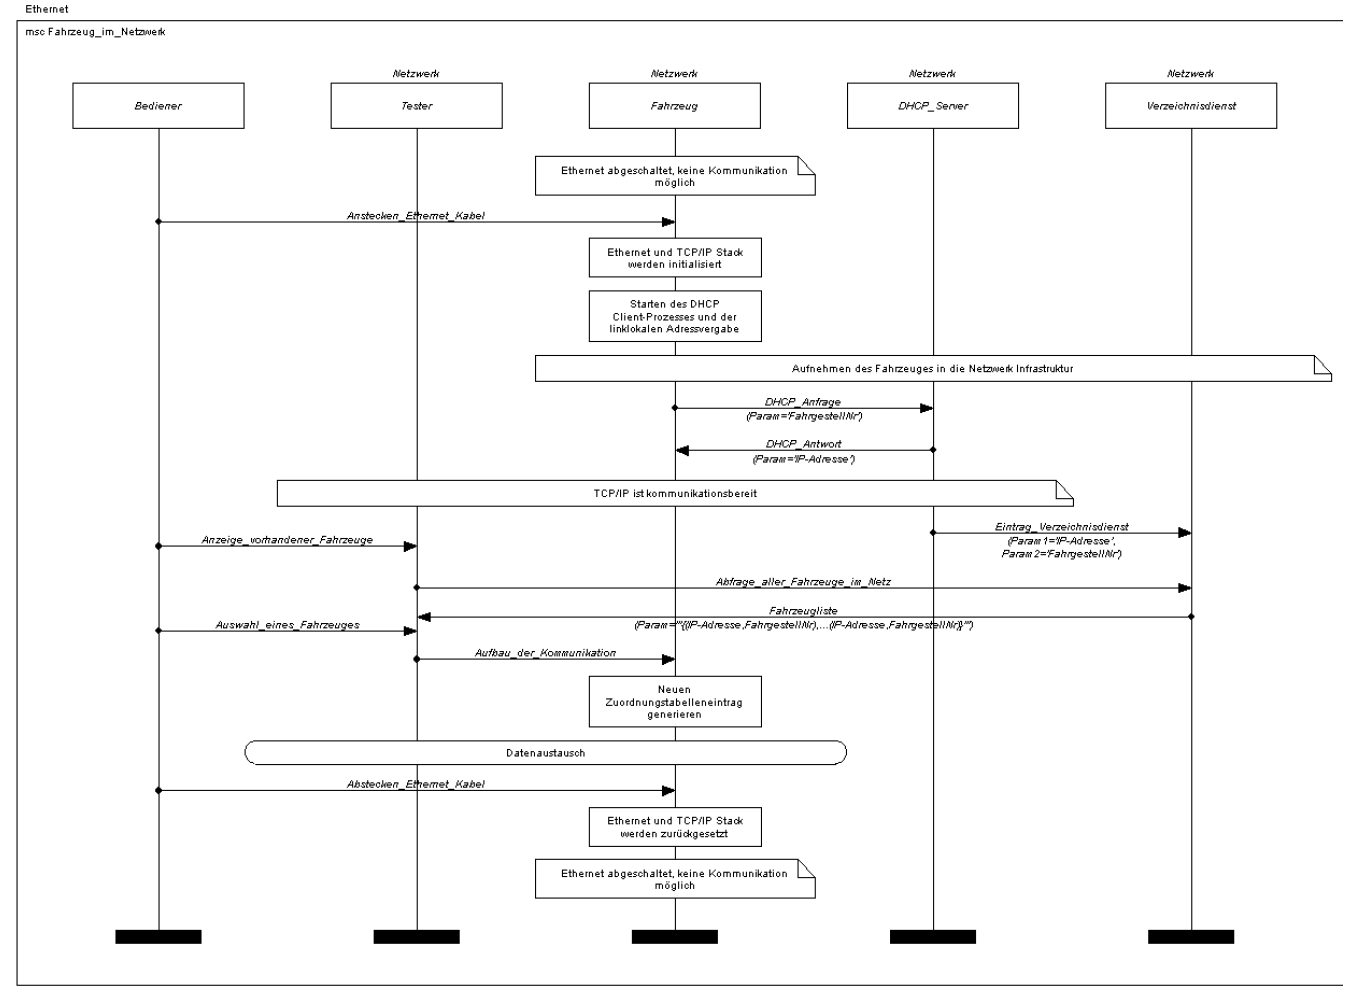 Ethernet
msc Fahrzeug_im_Netzwerk
Netzwerk
Netzwerk
Netzwerk
Netzwerk
Bediener
Tester
Fahrzeug
DHCP_Server
Verzeichnisdienst
Ethernet abgeschaltet, keine Kommunikation
möglich
Anstecken_Ethernet_Kabel
Ethernet und TCP/IP Stack
werden initialisiert
Starten des DHCP
Client-Prozesses und der
linklokalen Adressvergabe
Aufnehmen des Fahrzeuges in die Netzwerk Infrastruktur
DHCP_Anfrage
(Param='FahrgestellNr')
DHCP_Antwort
(Param='IP-Adresse')
TCP/IP ist kommunikationsbereit
Eintrag_Verzeichnisdienst
(Param1='IP-Adresse',
Param2='FahrgestellNr')
Anzeige_vorhandener_Fahrzeuge
Abfrage_aller_Fahrzeuge_im_Netz
Fahrzeugliste
(Param='"{(IP-Adresse,FahrgestellNr),...(IP-Adresse,FahrgestellNr)}"')
Auswahl_eines_Fahrzeuges
Aufbau_der_Kommunikation
Neuen
Zuordnungstabelleneintrag
generieren
Datenaustausch
Abstecken_Ethernet_Kabel
Ethernet und TCP/IP Stack
werden zurückgesetzt
Ethernet abgeschaltet, keine Kommunikation
möglich